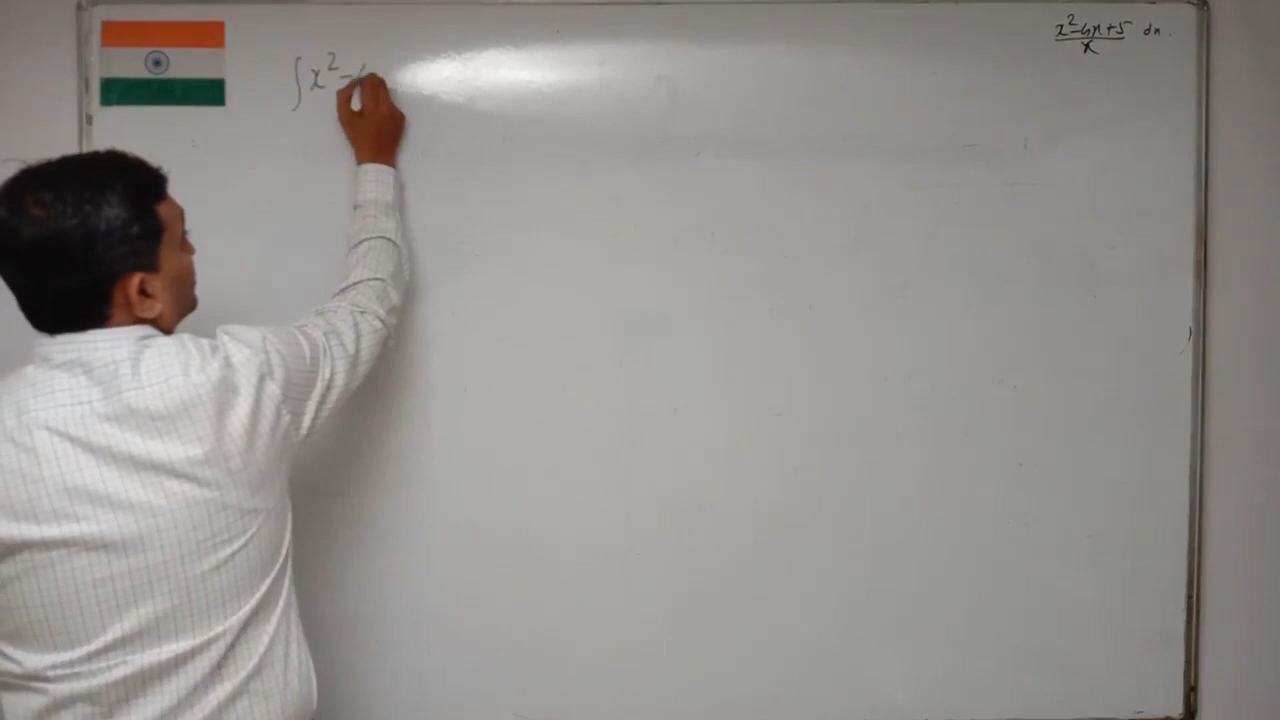 ∫ x² -
x² - 4x + 5 dx.
x